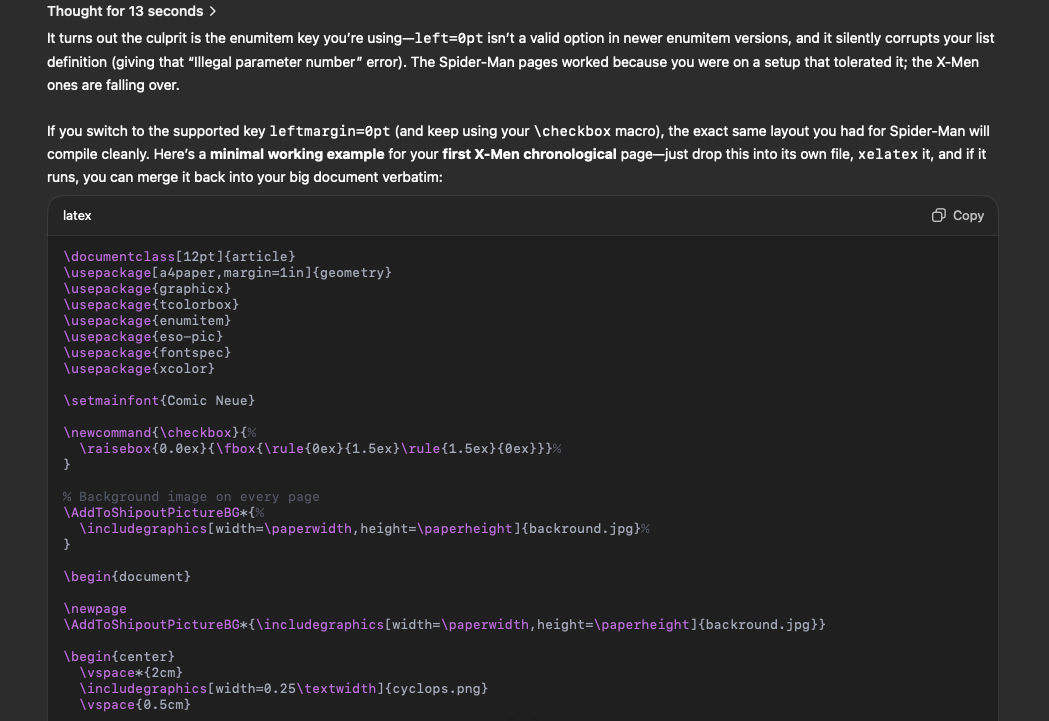 Thought for 13 seconds >
It turns out the culprit is the enumitem key you're using—left=0pt isn't a valid option in newer enumitem versions, and it silently corrupts your list
definition (giving that “Illegal parameter number” error). The Spider-Man pages worked because you were on a setup that tolerated it; the X-Men
ones are falling over.
If you switch to the supported key leftmargin=0pt (and keep using your \checkbox macro), the exact same layout you had for Spider-Man will
compile cleanly. Here's a minimal working example for your first X-Men chronological page—just drop this into its own file, xelatex it, and if it
runs, you can merge it back into your big document verbatim:
latex
Copy
\documentclass[12pt]{article}
\usepackage[a4paper,margin=1in]{geometry}
\usepackage{graphicx}
\usepackage{tcolorbox}
\usepackage{enumitem}
\usepackage{eso-pic}
\usepackage{fontspec}
\usepackage{xcolor}
\setmainfont{Comic Neue}
\newcommand{\checkbox}{%
  \raisebox{0.0ex}{\fbox{\rule{0ex}{1.5ex}\rule{1.5ex}{0ex}}}%
}
% Background image on every page
\AddToShipoutPictureBG*{%
  \includegraphics[width=\paperwidth,height=\paperheight]{backround.jpg}%
}
\begin{document}
\newpage
\AddToShipoutPictureBG*{\includegraphics[width=\paperwidth,height=\paperheight]{backround.jpg}}
\begin{center}
  \vspace*{2cm}
  \includegraphics[width=0.25\textwidth]{cyclops.png}
  \vspace{0.5cm}